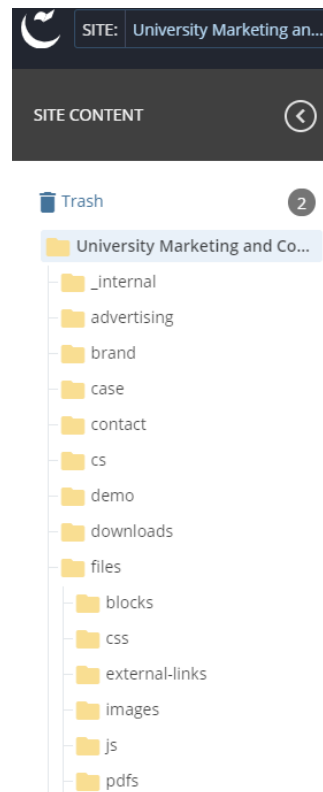 SITE: University Marketing an...
SITE CONTENT
Trash 2
University Marketing and Co...
_internal
advertising
brand
case
contact
cs
demo
downloads
files
blocks
css
external-links
images
js
pdfs